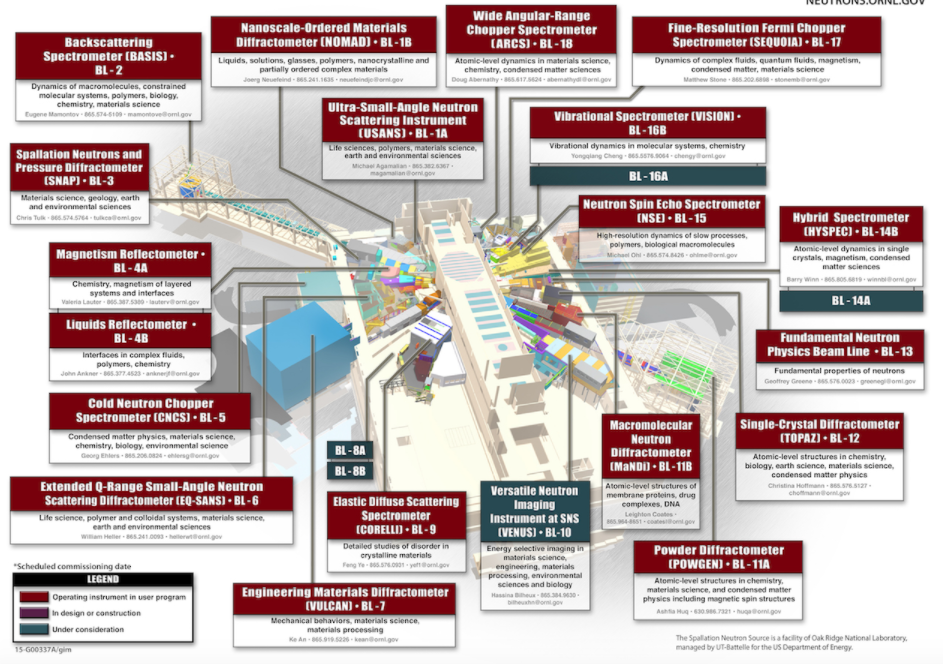 NEUTRONS.ORNL.GOV
Backscattering
Spectrometer (BASIS) •
BL - 2
Dynamics of macromolecules, constrained
molecular systems, polymers, biology,
chemistry, materials science
Eugene Mamontov • 865.574-5109 • mamontove@ornl.gov
Nanoscale-Ordered Materials
Diffractometer (NOMAD) • BL - 1B
Liquids, solutions, glasses, polymers, nanocrystalline and
partially ordered complex materials
Joerg Neuefeind • 865.241.1635 • neuefeindjc@ornl.gov
Wide Angular-Range
Chopper Spectrometer
(ARCS) • BL - 18
Atomic-level dynamics in materials science,
chemistry, condensed matter sciences
Doug Abernathy • 865.617.5624 • abernathyd@ornl.gov
Fine-Resolution Fermi Chopper
Spectrometer (SEQUOIA) • BL - 17
Dynamics of complex fluids, quantum fluids, magnetism,
condensed matter, materials science
Matthew Stone • 865.202.6898 • stonemb@ornl.gov
Ultra-Small-Angle Neutron
Scattering Instrument
(USANS) • BL - 1A
Life sciences, polymers, materials science,
earth and environmental sciences
Michael Agamalian • 865.382.6367 •
magamalian@ornl.gov
Vibrational Spectrometer (VISION) •
BL - 16B
Vibrational dynamics in molecular systems, chemistry
Yongqiang Cheng • chengy@ornl.gov
BL - 16A
Spallation Neutrons and
Pressure Diffractometer
(SNAP) • BL - 3
Materials science, geology, earth
and environmental sciences
Chris Tulk • 865.574.5764 • tulkca@ornl.gov
Neutron Spin Echo Spectrometer
(NSE) • BL - 15
High-resolution dynamics of slow processes,
polymers, biological macromolecules
Michael Ohl • 865.574.8426 • ohlme@ornl.gov
Hybrid Spectrometer
(HYSPEC) • BL - 14B
Atomic-level dynamics in single
crystals, magnetism, condensed
matter sciences
Barry Winn • 865.805.6819 • winnbl@ornl.gov
BL - 14A
Magnetism Reflectometer •
BL - 4A
Chemistry, magnetism of layered
systems and interfaces
Valeria Lauter • 865.387.5389 • lauterv@ornl.gov
Liquids Reflectometer •
BL - 4B
Interfaces in complex fluids,
polymers, chemistry
John Ankner • 865.377.4523 • anknerjf@ornl.gov
Fundamental Neutron
Physics Beam Line • BL - 13
Fundamental properties of neutrons
Geoffrey Greene • 865.576.0023 • greenegl@ornl.gov
Cold Neutron Chopper
Spectrometer (CNCS) • BL - 5
Condensed matter physics, materials science,
chemistry, biology, environmental science
Georg Ehlers • 865.206.0824 • ehlersg@ornl.gov
BL - 8A
BL - 8B
Single-Crystal Diffractometer
(TOPAZ) • BL - 12
Atomic-level structures in chemistry,
biology, earth science, materials science,
condensed matter physics
Christina Hoffmann • 865.576.5127 •
choffmann@ornl.gov
Macromolecular
Neutron
Diffractometer
(MaNDi) • BL - 11B
Atomic-level structures of
membrane proteins, drug
complexes, DNA
Leighton Coates •
coatesl@ornl.gov
Extended Q-Range Small-Angle Neutron
Scattering Diffractometer (EQ-SANS) • BL - 6
Life science, polymer and colloidal systems, materials science,
earth and environmental sciences
William Heller • 865.241.0093 • hellerwt@ornl.gov
Elastic Diffuse Scattering
Spectrometer
(CORELLI) • BL - 9
Detailed studies of disorder in
crystalline materials
Feng Ye • 865.576.0931 • yef1@ornl.gov
Versatile Neutron
Imaging
Instrument at SNS
(VENUS) • BL - 10
Energy selective imaging in
materials science,
engineering, materials
processing, environmental
sciences and biology
Hassina Bilheux • 865.384.9630 •
bilheuxhn@ornl.gov
Powder Diffractometer
(POWGEN) • BL - 11A
Atomic-level structures in chemistry,
materials science, and condensed matter
physics including magnetic spin structures
Ashfia Huq • 630.986.7321 • huqa@ornl.gov
Engineering Materials Diffractometer
(VULCAN) • BL - 7
Mechanical behaviors, materials science,
materials processing
Ke An • 865.919.5226 • kean@ornl.gov
*Scheduled commissioning date
LEGEND
Operating instrument in user program
In design or construction
Under consideration
15-G00337A/gim
The Spallation Neutron Source is a facility of Oak Ridge National Laboratory,
managed by UT-Battelle for the US Department of Energy.